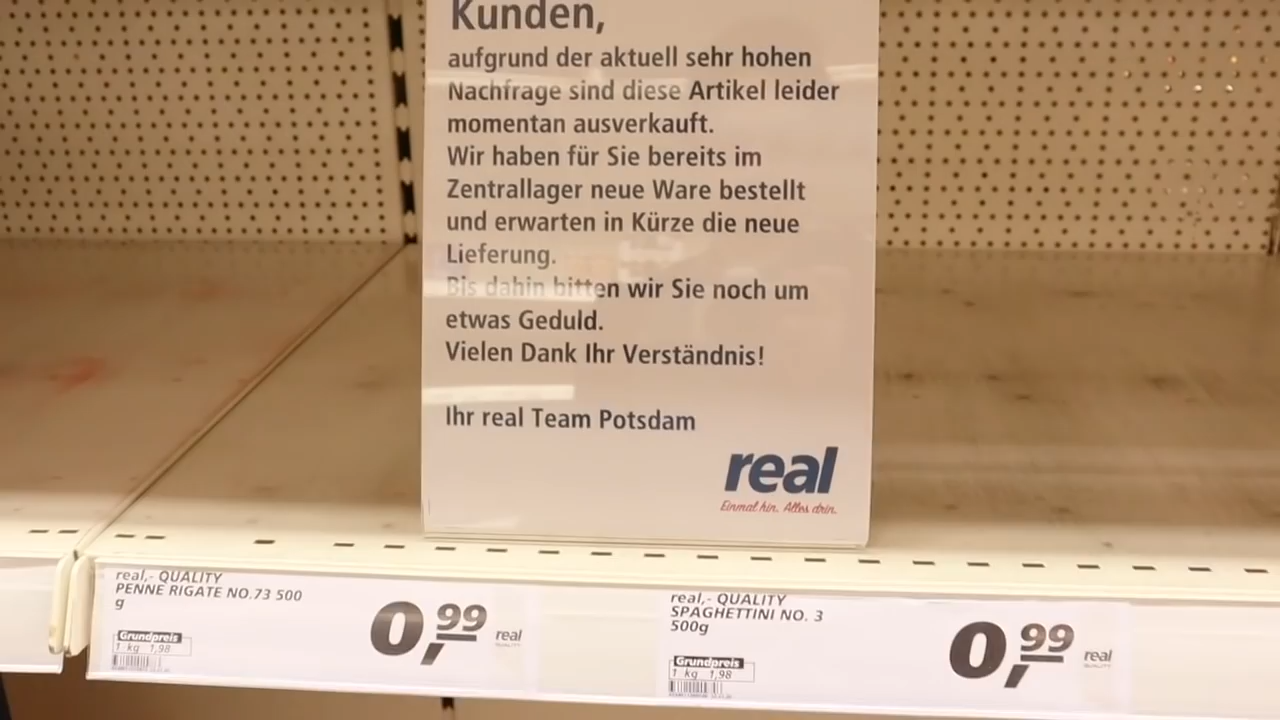 Kunden,
aufgrund der aktuell sehr hohen
Nachfrage sind diese Artikel leider
momentan ausverkauft.
Wir haben für Sie bereits im
Zentrallager neue Ware bestellt
und erwarten in Kürze die neue
Lieferung.
Bis dahin bitten wir Sie noch um
etwas Geduld.
Vielen Dank Ihr Verständnis!
Ihr real Team Potsdam
real
Einmal hin. Alles drin.
real,- QUALITY
PENNE RIGATE NO.73 500
g
Grundpreis
1 kg 1,98
0,99
real
QUALITY
real,- QUALITY
SPAGHETTINI NO. 3
500g
Grundpreis
1 kg 1,98
0,99
real
QUALITY